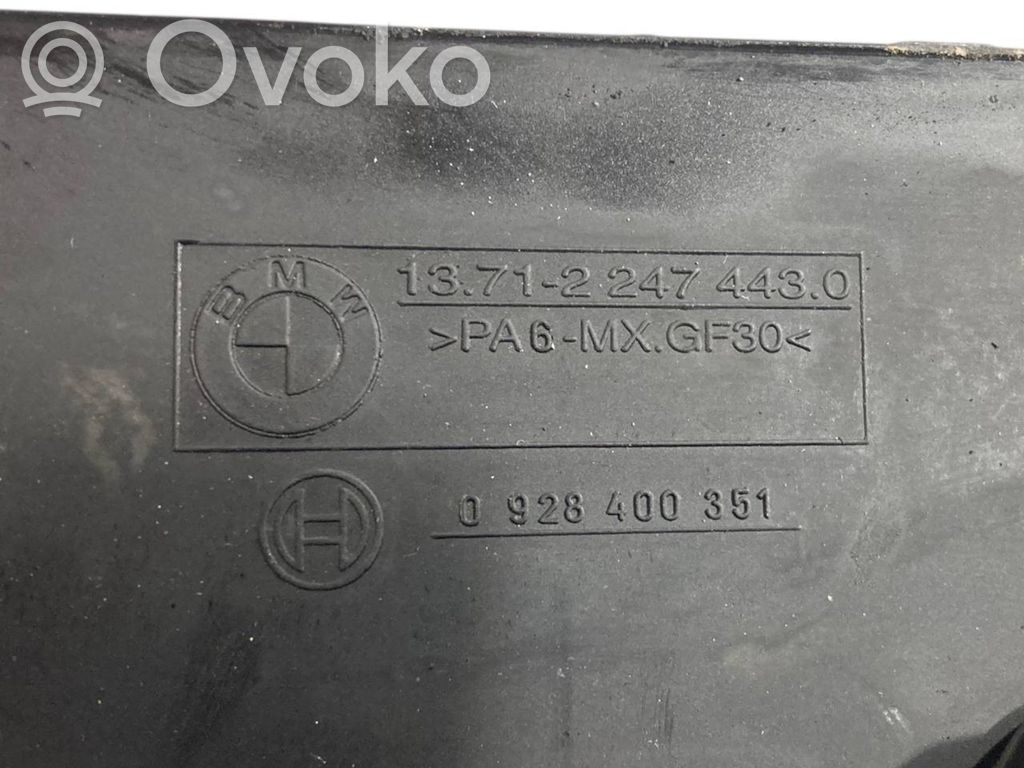 Ovoko
BMW
13.71-2 247 443.0
>PA6-MX.GF30<
0 928 400 351